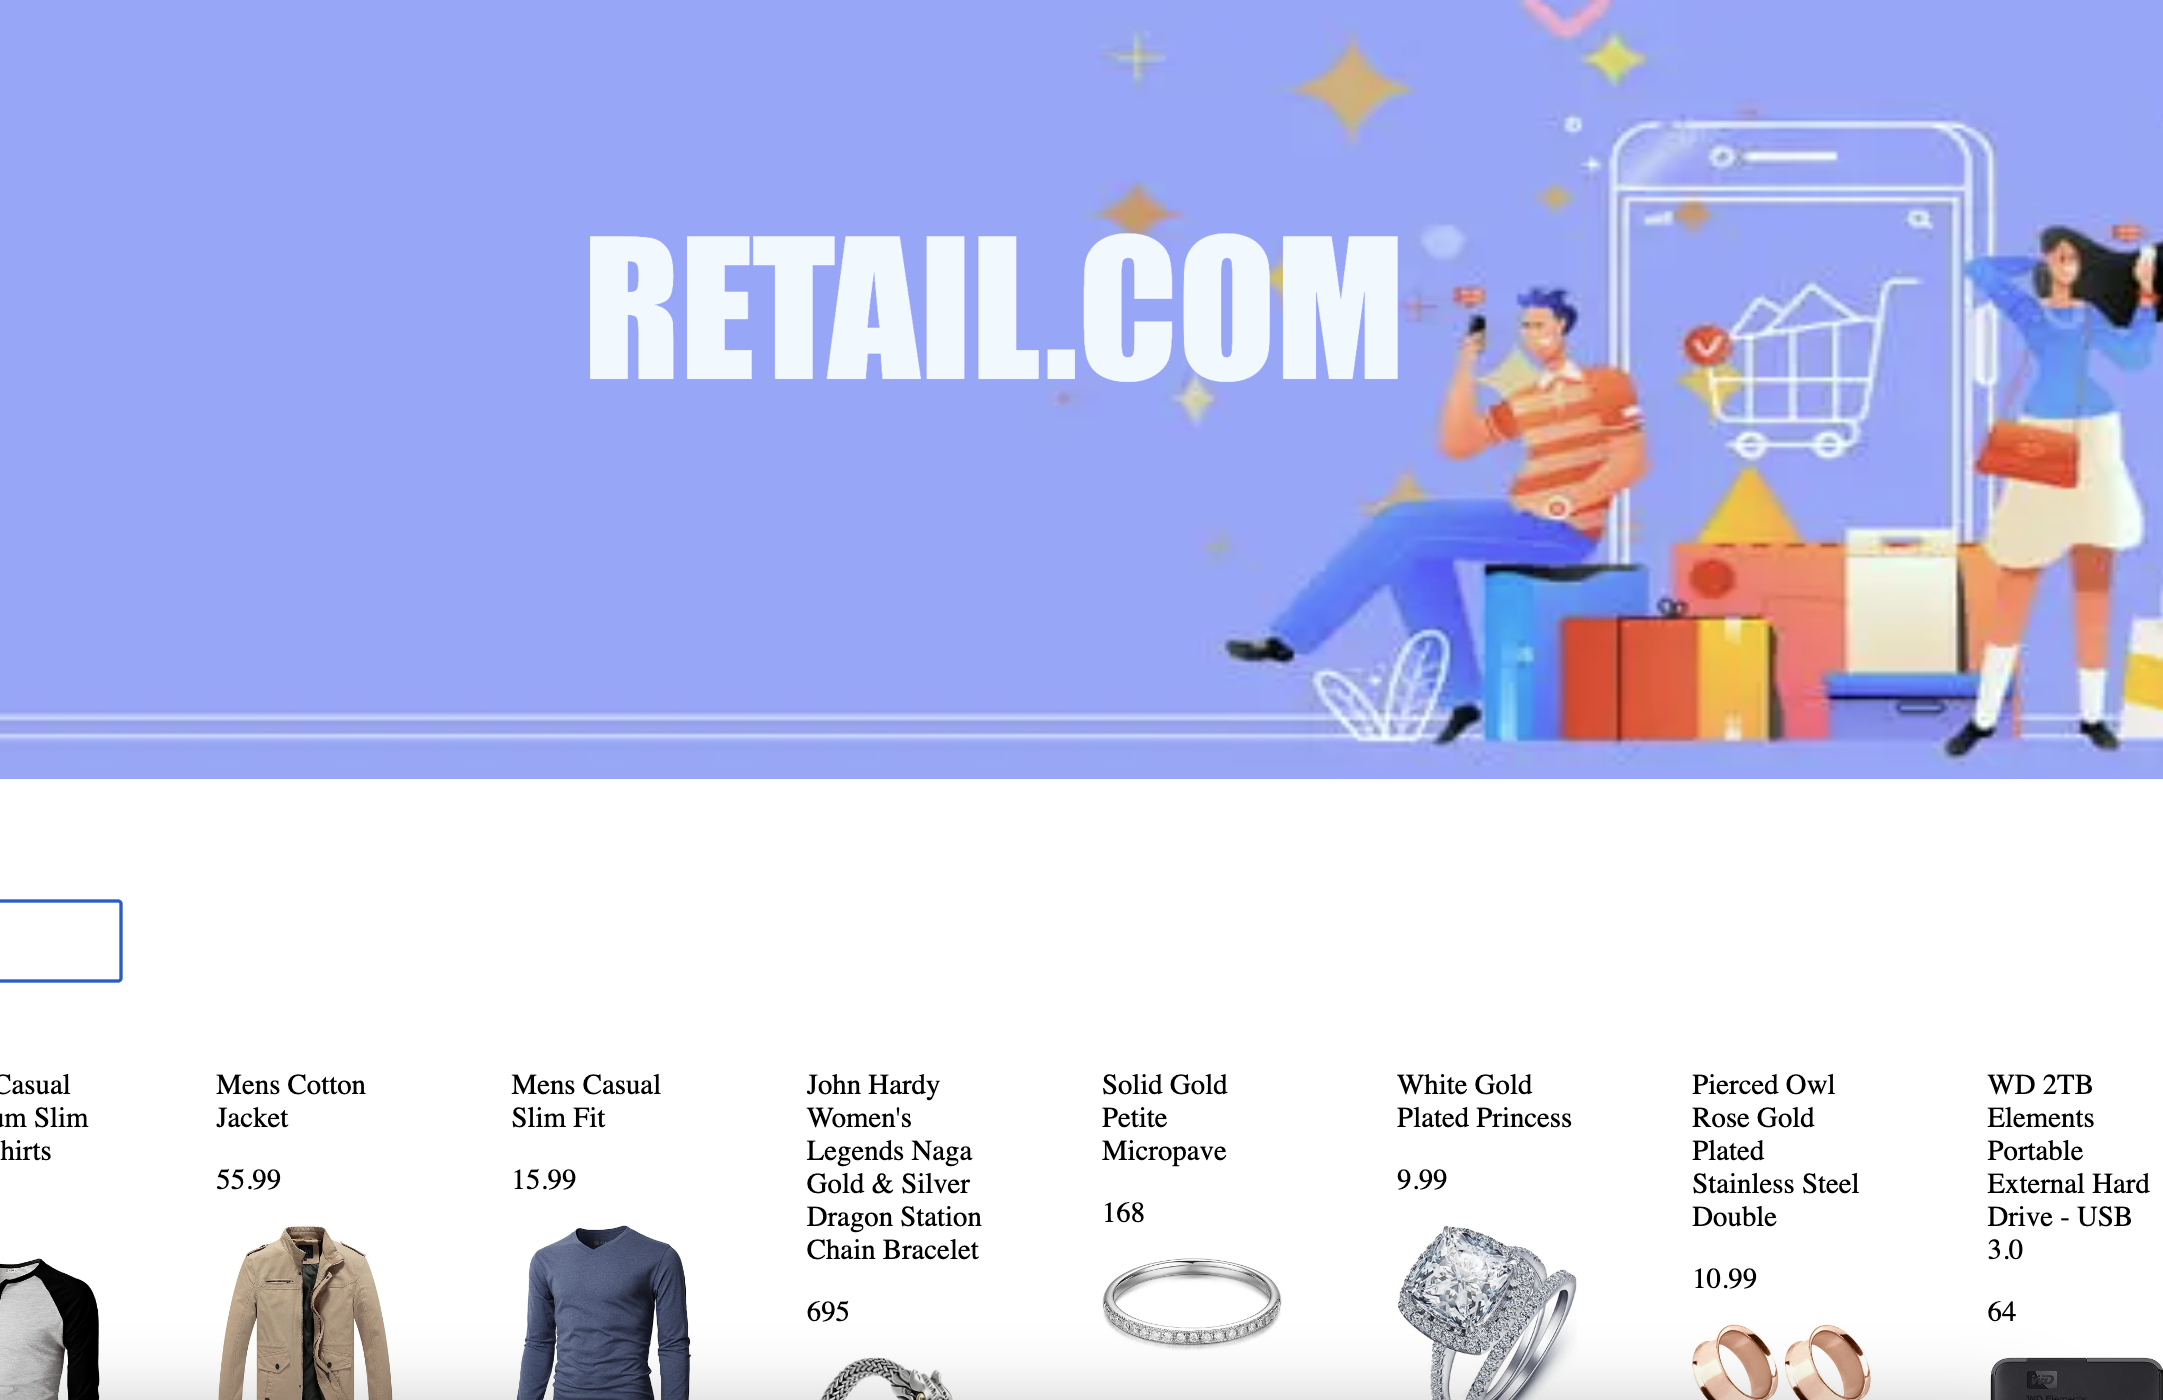 RETAIL.COM
Casual
um Slim
hirts
Mens Cotton
Jacket
55.99
Mens Casual
Slim Fit
15.99
John Hardy
Women's
Legends Naga
Gold & Silver
Dragon Station
Chain Bracelet
695
Solid Gold
Petite
Micropave
168
White Gold
Plated Princess
9.99
Pierced Owl
Rose Gold
Plated
Stainless Steel
Double
10.99
WD 2TB
Elements
Portable
External Hard
Drive - USB
3.0
64
WD